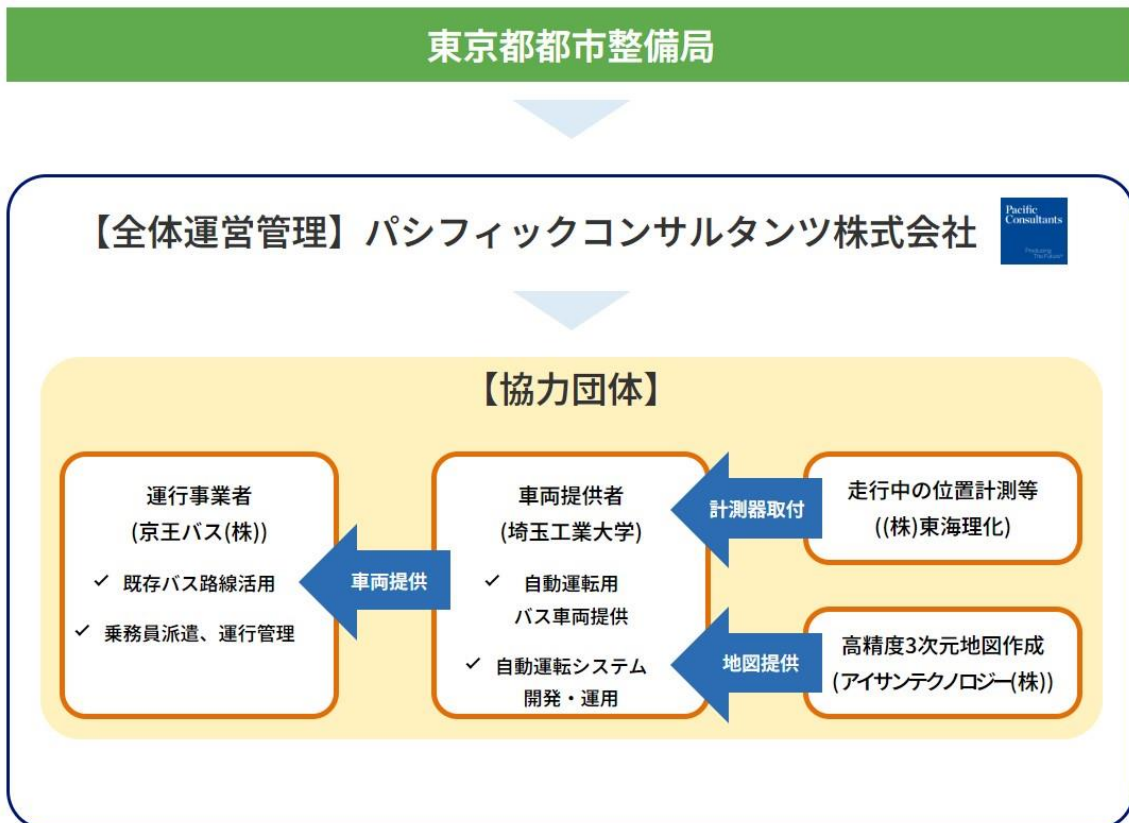 東京都都市整備局
【全体運営管理】パシフィックコンサルタンツ株式会社
Pacific
Consultants
Producing
The Future
【協力団体】
運行事業者
(京王バス(株))
✓ 既存バス路線活用
✓ 乗務員派遣、運行管理
車両提供
車両提供者
(埼玉工業大学)
✓ 自動運転用
バス車両提供
✓ 自動運転システム
開発・運用
計測器取付
地図提供
走行中の位置計測等
((株)東海理化)
高精度3次元地図作成
(アイサンテクノロジー(株))